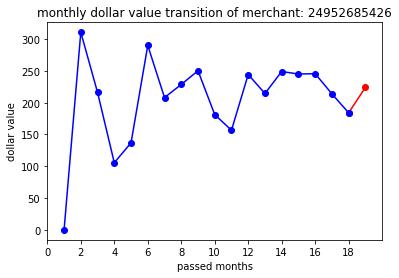 monthly dollar value transition of merchant: 24952685426
300
250
200
150
100
50
0
dollar value
0 2 4 6 8 10 12 14 16 18
passed months